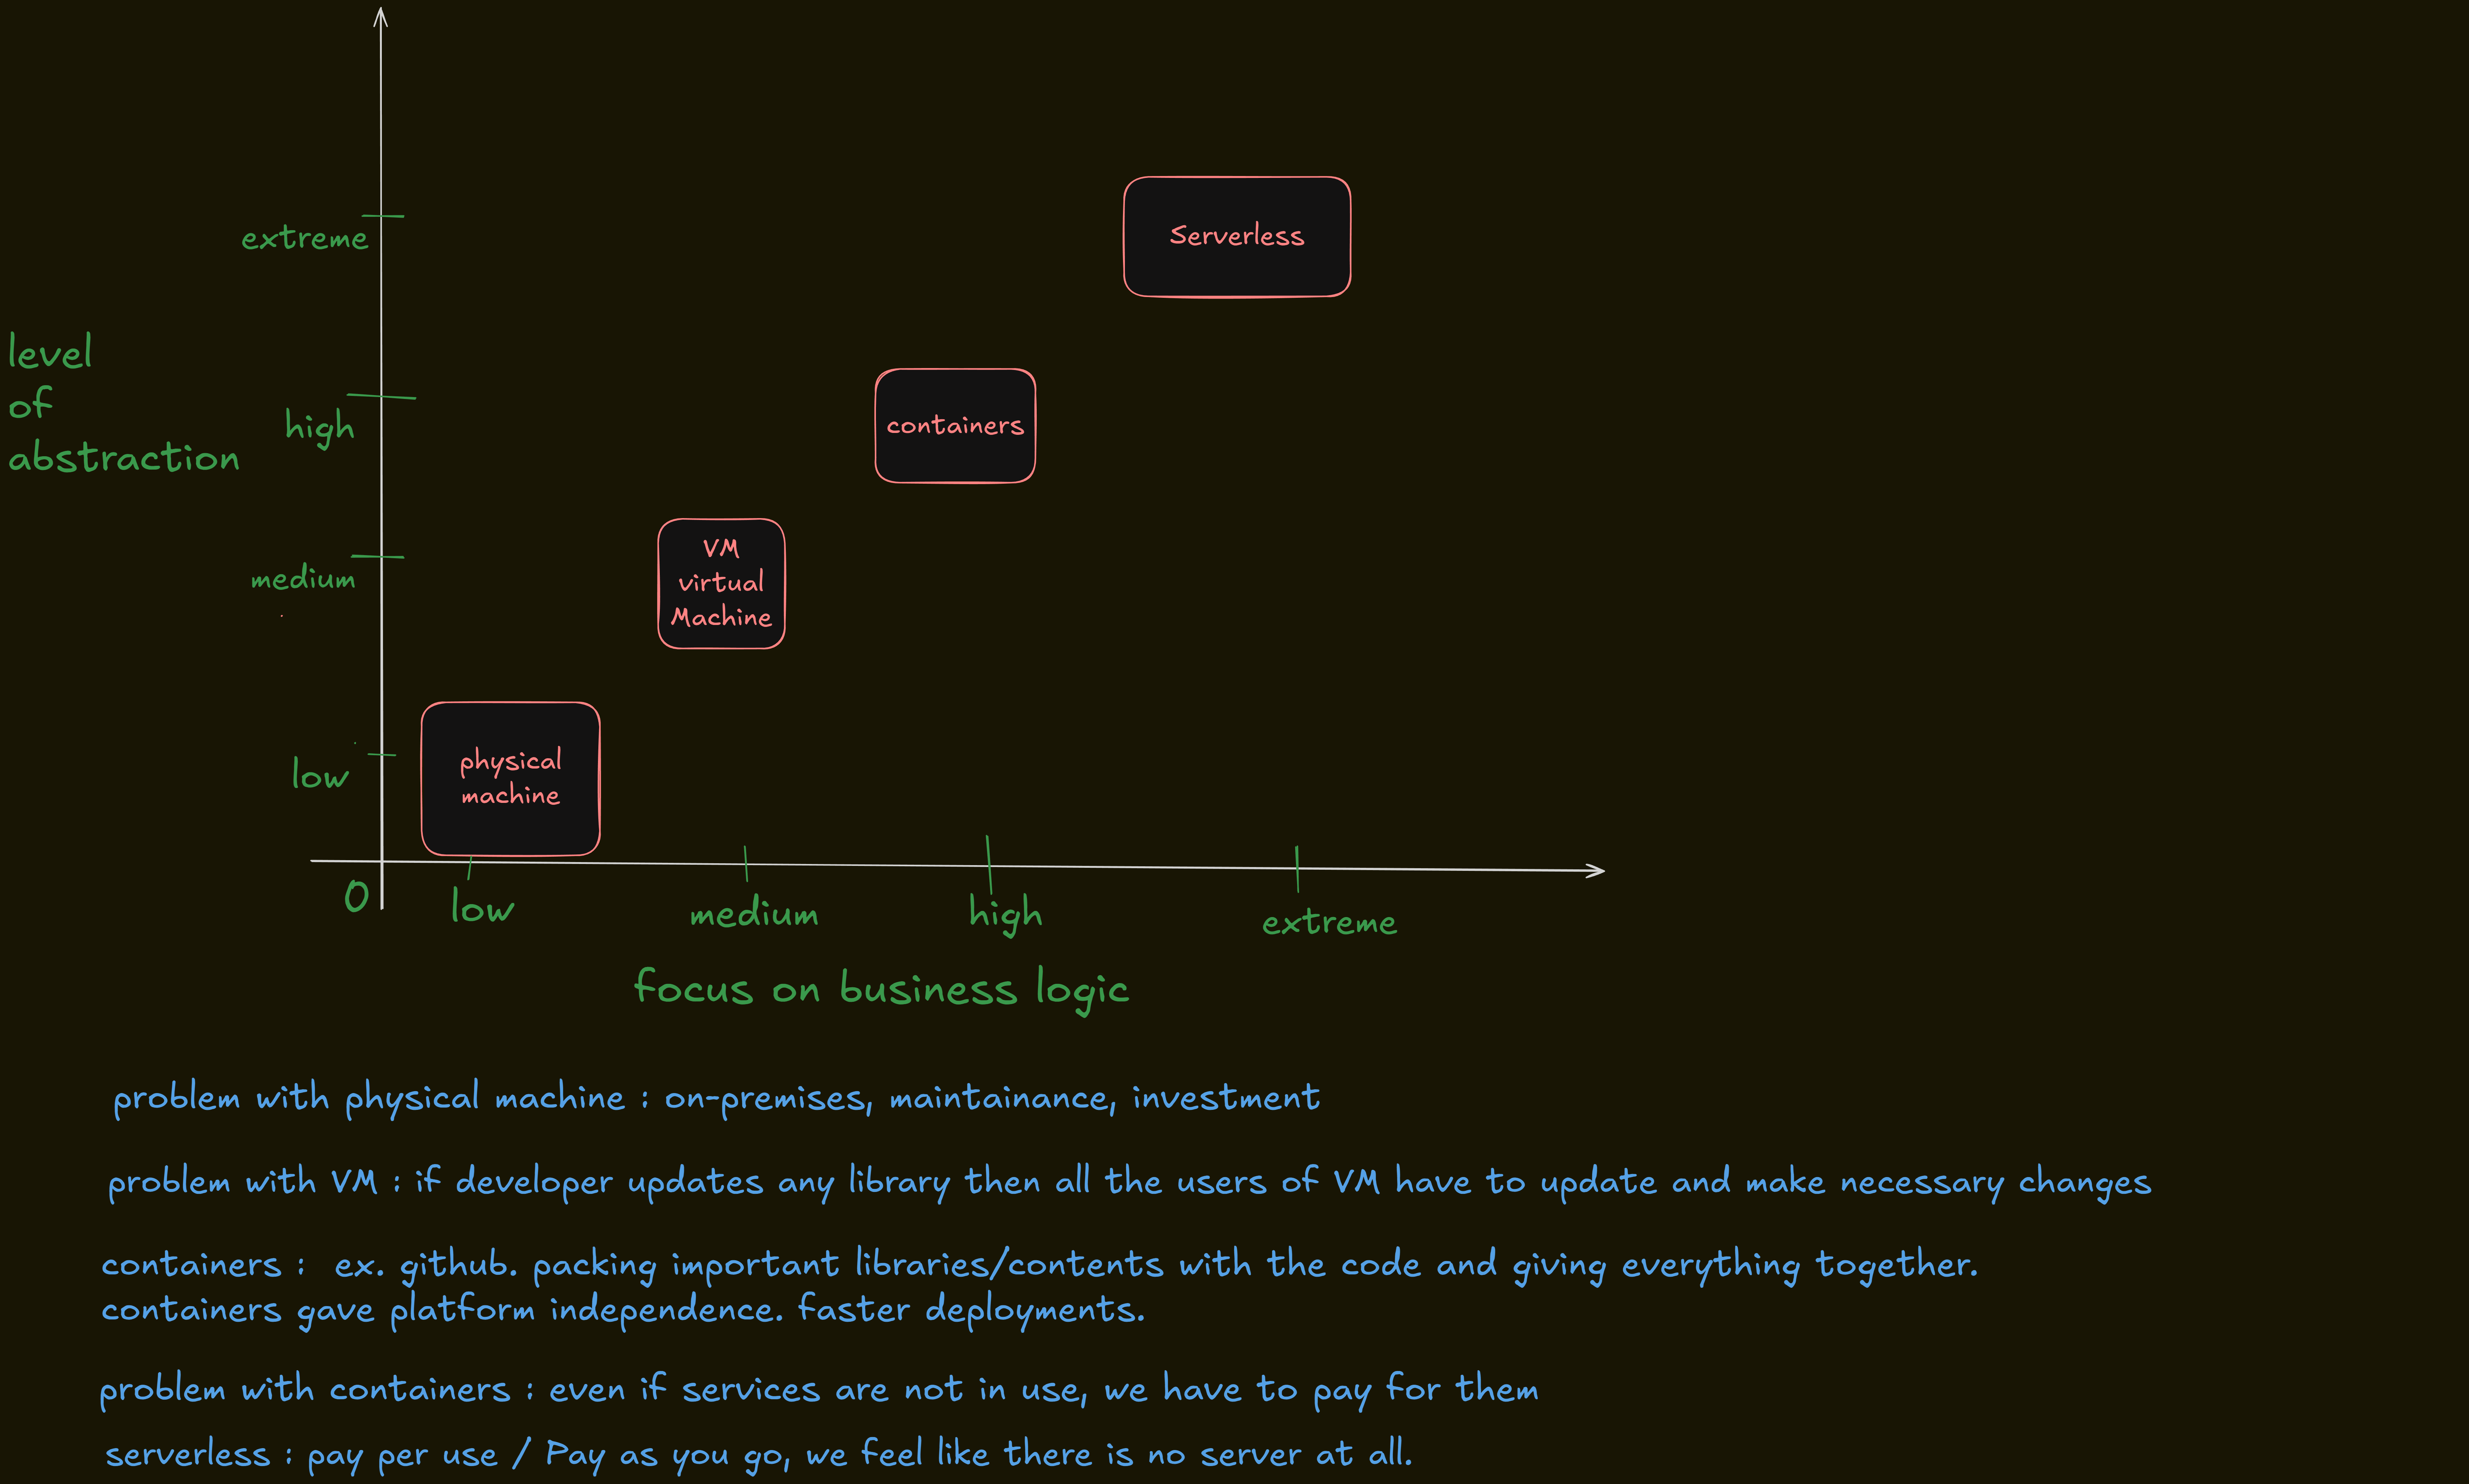 extreme
Serverless
level
of
abstraction
high
containers
medium
VM
virtual
Machine
low
physical
machine
0
low
medium
high
extreme
focus on business logic
problem with physical machine : on-premises, maintainance, investment
problem with VM : if developer updates any library then all the users of VM have to update and make necessary changes
containers :  ex. github. packing important libraries/contents with the code and giving everything together.
containers gave platform independence. faster deployments.
problem with containers : even if services are not in use, we have to pay for them
serverless : pay per use / Pay as you go, we feel like there is no server at all.